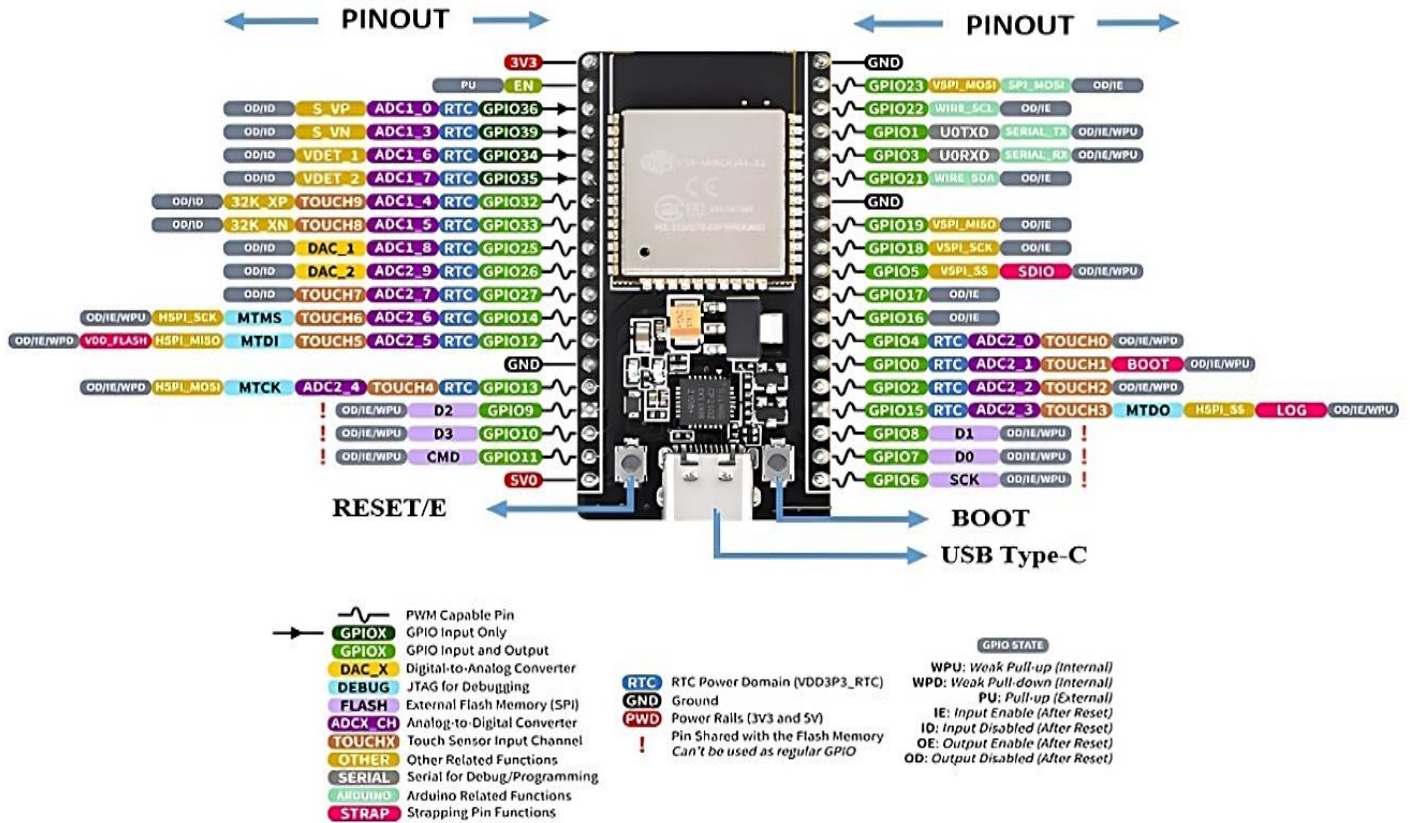 PINOUT
PINOUT
3V3
PU EN
OD/ID S_VP ADC1_0 RTC GPIO36
OD/ID S_VN ADC1_3 RTC GPIO39
OD/ID VDET_1 ADC1_6 RTC GPIO34
OD/ID VDET_2 ADC1_7 RTC GPIO35
OD/ID 32K_XP TOUCH9 ADC1_4 RTC GPIO32
OD/ID 32K_XN TOUCH8 ADC1_5 RTC GPIO33
OD/ID DAC_1 ADC1_8 RTC GPIO25
OD/ID DAC_2 ADC2_9 RTC GPIO26
OD/ID TOUCH7 ADC2_7 RTC GPIO27
OD/IE/WPU HSPI_SCK MTMS TOUCH6 ADC2_6 RTC GPIO14
OD/IE/WPD VDD_FLASH HSPI_MISO MTDI TOUCH5 ADC2_5 RTC GPIO12
GND
OD/IE/WPD HSPI_MOSI MTCK ADC2_4 TOUCH4 RTC GPIO13
! OD/IE/WPU D2 GPIO9
! OD/IE/WPU D3 GPIO10
! OD/IE/WPU CMD GPIO11
5V0
GND
GPIO23 VSPI_MOSI SPI_MOSI OD/IE
GPIO22 WIRE_SCL OD/IE
GPIO1 U0TXD SERIAL_TX OD/IE/WPU
GPIO3 U0RXD SERIAL_RX OD/IE/WPU
GPIO21 WIRE_SDA OD/IE
GND
GPIO19 VSPI_MISO OD/IE
GPIO18 VSPI_SCK OD/IE
GPIO5 VSPI_SS SDIO OD/IE/WPU
GPIO17 OD/IE
GPIO16 OD/IE
GPIO4 RTC ADC2_0 TOUCH0 OD/IE/WPD
GPIO0 RTC ADC2_1 TOUCH1 BOOT OD/IE/WPU
GPIO2 RTC ADC2_2 TOUCH2 OD/IE/WPD
GPIO15 RTC ADC2_3 TOUCH3 MTDO HSPI_SS LOG OD/IE/WPU
GPIO8 D1 OD/IE/WPU !
GPIO7 D0 OD/IE/WPU !
GPIO6 SCK OD/IE/WPU !
CE
RESET/E
BOOT
USB Type-C
PWM Capable Pin
GPIOX GPIO Input Only
GPIOX GPIO Input and Output
DAC_X Digital-to-Analog Converter
DEBUG JTAG for Debugging
FLASH External Flash Memory (SPI)
ADCX_CH Analog-to-Digital Converter
TOUCHX Touch Sensor Input Channel
OTHER Other Related Functions
SERIAL Serial for Debug/Programming
ARDUINO Arduino Related Functions
STRAP Strapping Pin Functions
RTC RTC Power Domain (VDD3P3_RTC)
GND Ground
PWD Power Rails (3V3 and 5V)
! Pin Shared with the Flash Memory
Can't be used as regular GPIO
GPIO STATE
WPU: Weak Pull-up (Internal)
WPD: Weak Pull-down (Internal)
PU: Pull-up (External)
IE: Input Enable (After Reset)
ID: Input Disabled (After Reset)
OE: Output Enable (After Reset)
OD: Output Disabled (After Reset)